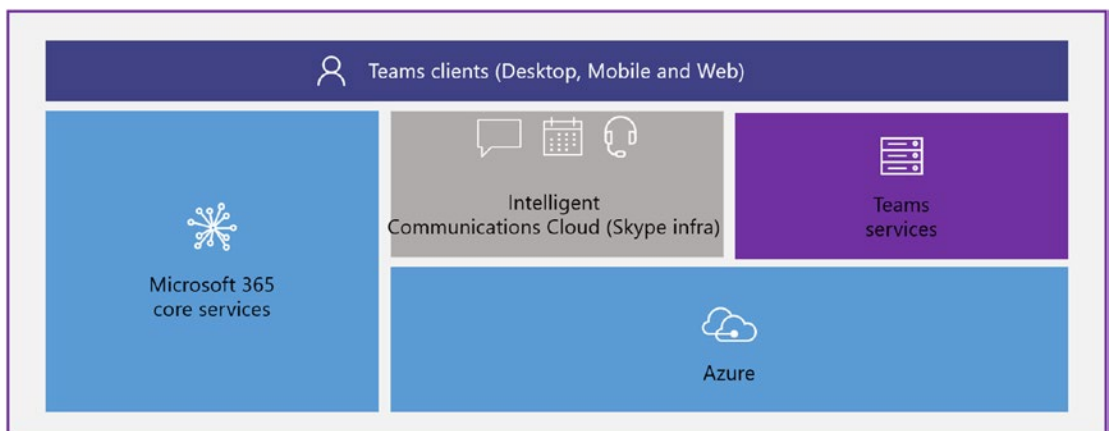 Teams clients (Desktop, Mobile and Web)
Microsoft 365
core services
Intelligent
Communications Cloud (Skype infra)
Teams
services
Azure